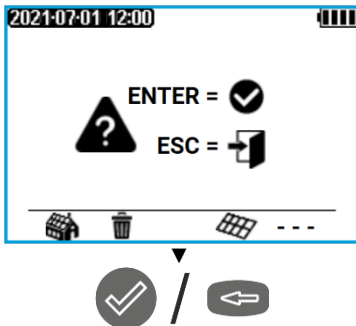 2021·07·01 12:00
?
ENTER =
ESC =
- - -
/